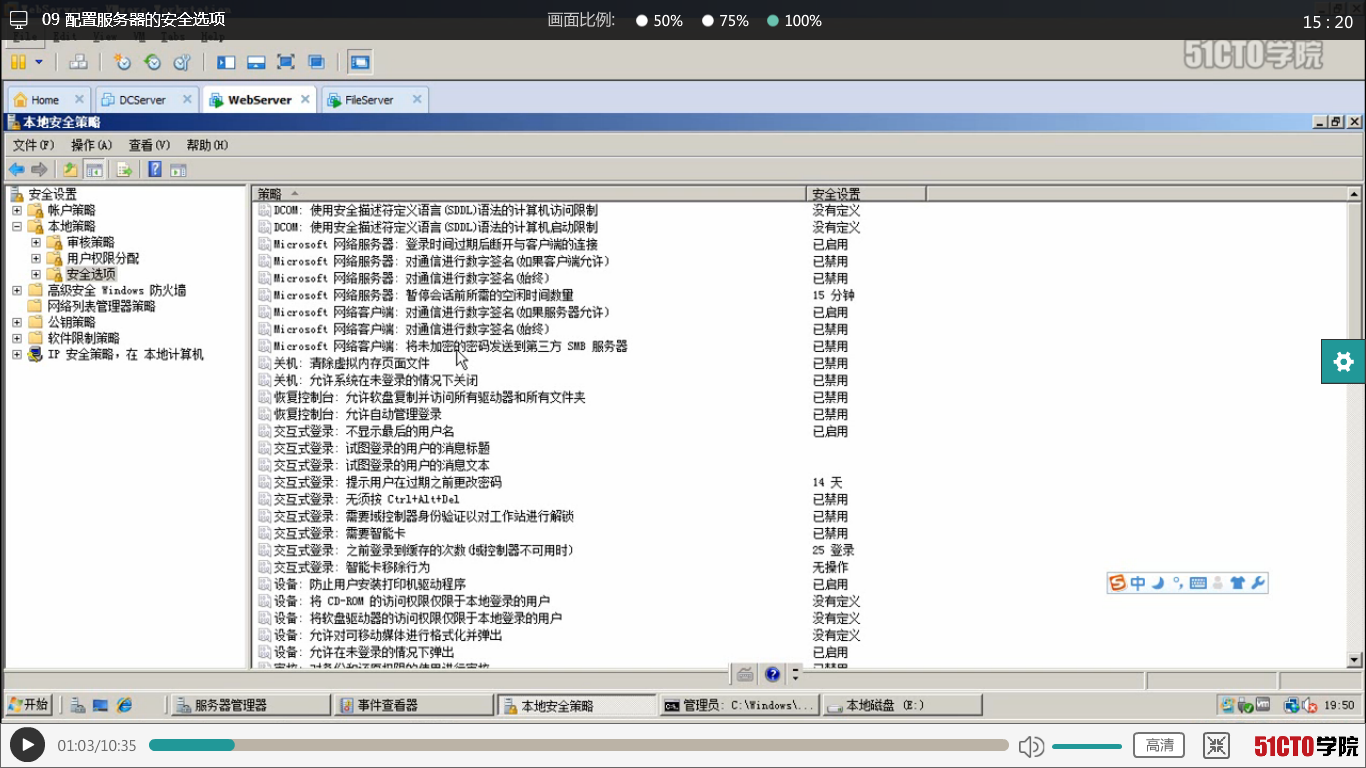 09 配置服务器的安全选项
画面比例: 50% 75% 100%
15 : 20
File Edit View VM Tabs Help
51CTO学院
Home DCServer WebServer FileServer
本地安全策略
文件(F) 操作(A) 查看(V) 帮助(H)
安全设置
帐户策略
本地策略
审核策略
用户权限分配
安全选项
高级安全 Windows 防火墙
网络列表管理器策略
公钥策略
软件限制策略
IP 安全策略，在 本地计算机
策略 安全设置
DCOM: 使用安全描述符定义语言(SDDL)语法的计算机访问限制 没有定义
DCOM: 使用安全描述符定义语言(SDDL)语法的计算机启动限制 没有定义
Microsoft 网络服务器: 登录时间过期后断开与客户端的连接 已启用
Microsoft 网络服务器: 对通信进行数字签名(如果客户端允许) 已禁用
Microsoft 网络服务器: 对通信进行数字签名(始终) 已禁用
Microsoft 网络服务器: 暂停会话前所需的空闲时间数量 15 分钟
Microsoft 网络客户端: 对通信进行数字签名(如果服务器允许) 已启用
Microsoft 网络客户端: 对通信进行数字签名(始终) 已禁用
Microsoft 网络客户端: 将未加密的密码发送到第三方 SMB 服务器 已禁用
关机: 清除虚拟内存页面文件 已禁用
关机: 允许系统在未登录的情况下关闭 已禁用
恢复控制台: 允许软盘复制并访问所有驱动器和所有文件夹 已禁用
恢复控制台: 允许自动管理登录 已禁用
交互式登录: 不显示最后的用户名 已启用
交互式登录: 试图登录的用户的消息标题
交互式登录: 试图登录的用户的消息文本
交互式登录: 提示用户在过期之前更改密码 14 天
交互式登录: 无须按 Ctrl+Alt+Del 已禁用
交互式登录: 需要域控制器身份验证以对工作站进行解锁 已禁用
交互式登录: 需要智能卡 已禁用
交互式登录: 之前登录到缓存的次数(域控制器不可用时) 25 登录
交互式登录: 智能卡移除行为 无操作
设备: 防止用户安装打印机驱动程序 已启用
设备: 将 CD-ROM 的访问权限仅限于本地登录的用户 没有定义
设备: 将软盘驱动器的访问权限仅限于本地登录的用户 没有定义
设备: 允许对可移动媒体进行格式化并弹出 没有定义
设备: 允许在未登录的情况下弹出 已启用
审核: 对备份和还原权限的使用进行审核 已禁用
中
开始 服务器管理器 事件查看器 本地安全策略 管理员: C:\Windows\... 本地磁盘 (E:) 19:50
01:03/10:35 高清 51CTO学院